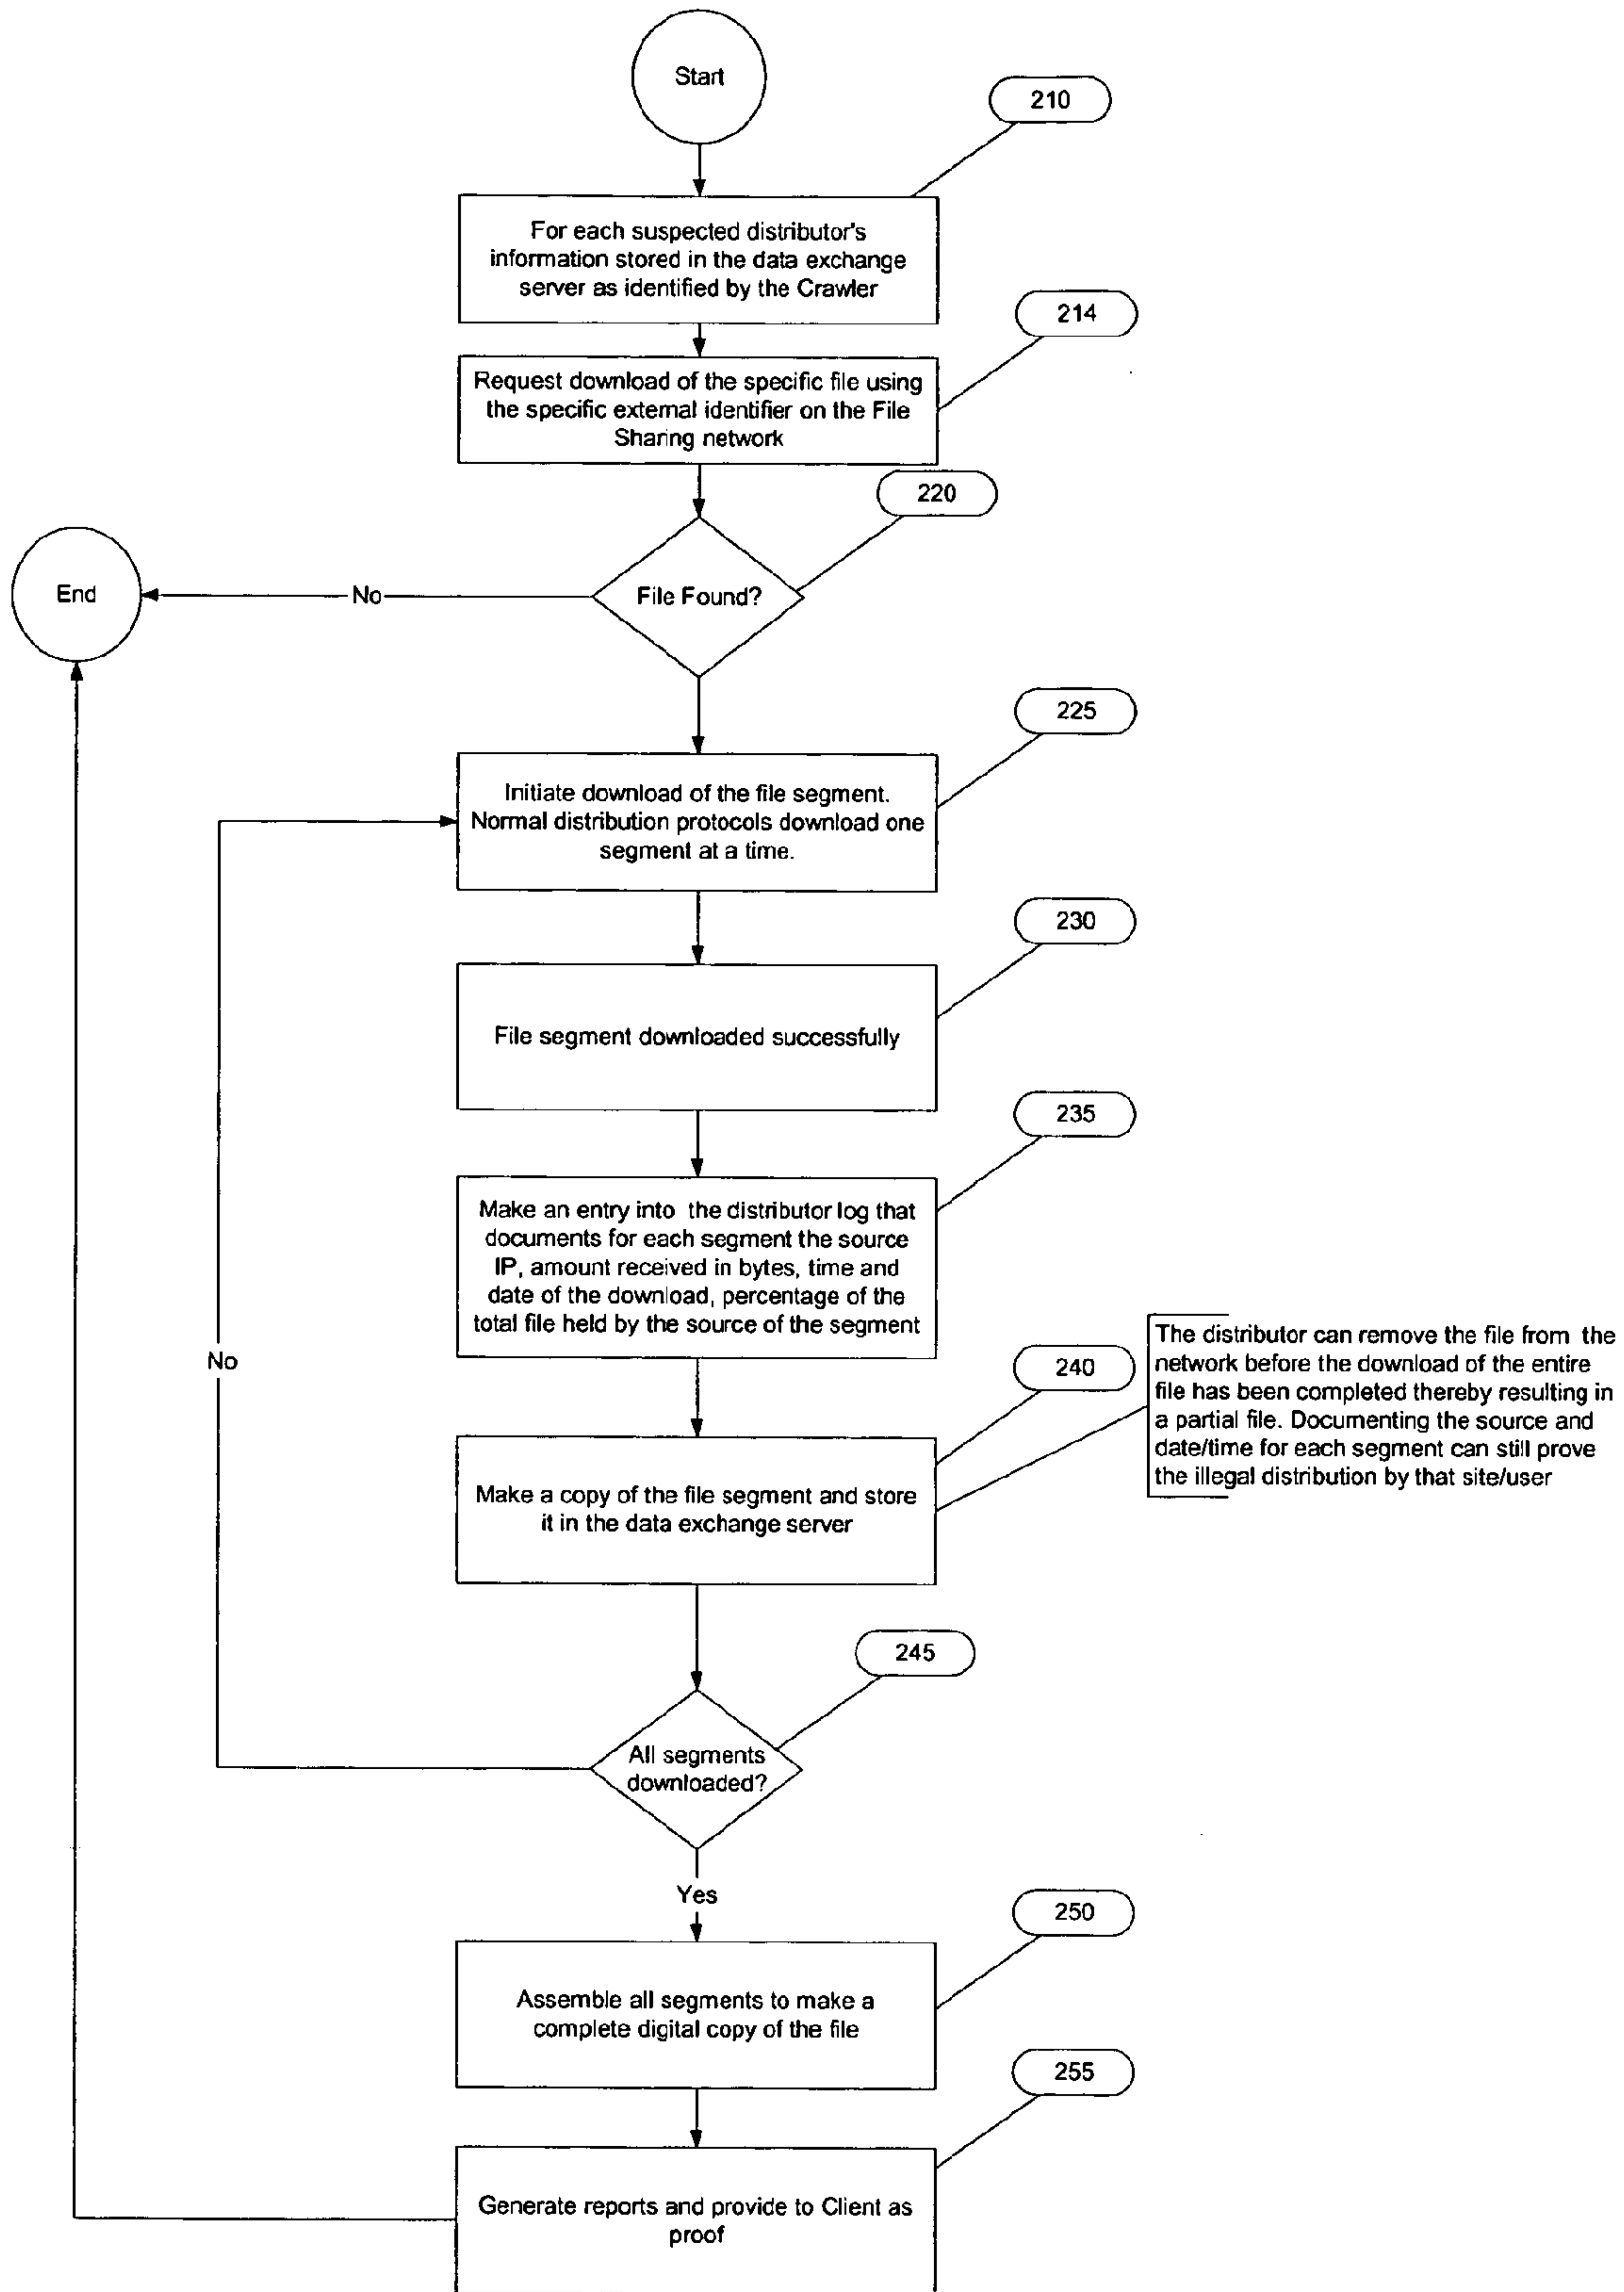 Start
210
For each suspected distributor's
information stored in the data exchange
server as identified by the Crawler
214
Request download of the specific file using
the specific external identifier on the File
Sharing network
220
File Found?
No
End
225
Initiate download of the file segment.
Normal distribution protocols download one
segment at a time.
230
File segment downloaded successfully
235
Make an entry into the distributor log that
documents for each segment the source
IP, amount received in bytes, time and
date of the download, percentage of the
total file held by the source of the segment
No
240
The distributor can remove the file from the
network before the download of the entire
file has been completed thereby resulting in
a partial file. Documenting the source and
date/time for each segment can still prove
the illegal distribution by that site/user
Make a copy of the file segment and store
it in the data exchange server
245
All segments
downloaded?
Yes
250
Assemble all segments to make a
complete digital copy of the file
255
Generate reports and provide to Client as
proof